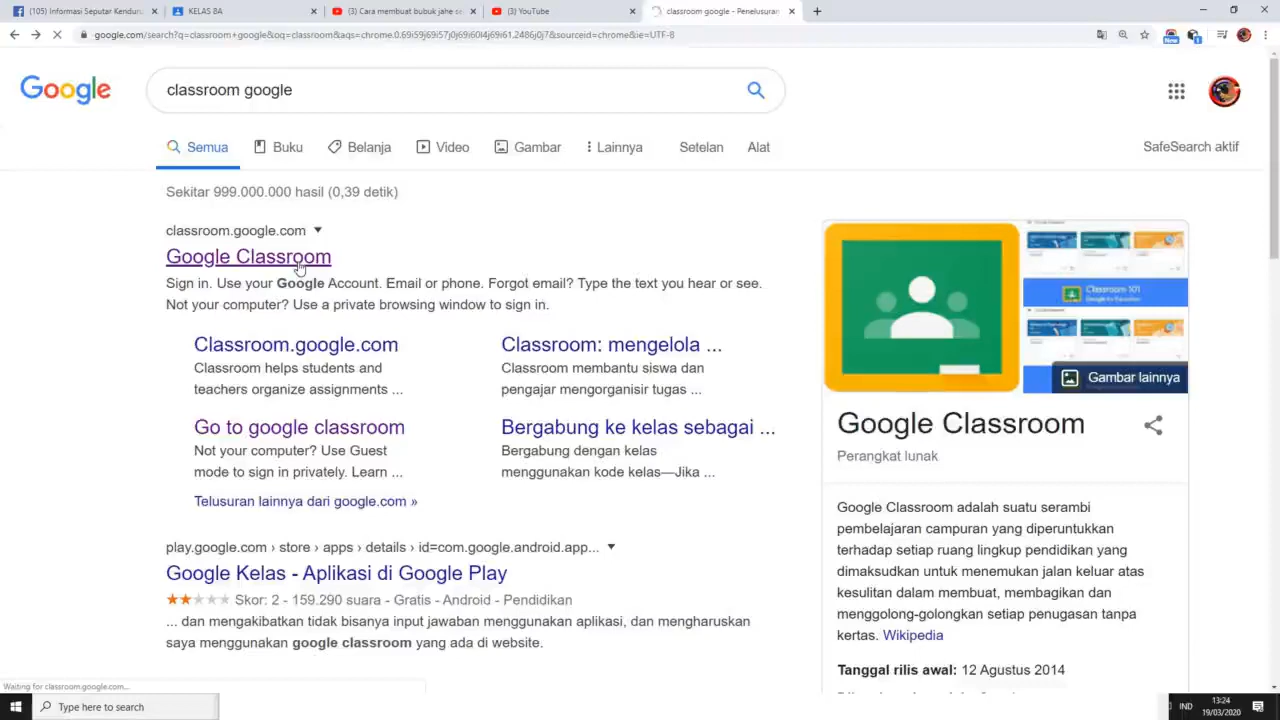 (105) Informasi Seputar Kenduru
KELAS 8A
(3) Cara membuat bubuk jahe se
(3) YouTube
classroom google - Penelusuran
google.com/search?q=classroom+google&oq=classroom&aqs=chrome.0.69i59j69i57j0j69i60l4j69i61.2486j0j7&sourceid=chrome&ie=UTF-8
New
1
Google
classroom google
Semua
Buku
Belanja
Video
Gambar
Lainnya
Setelan
Alat
SafeSearch aktif
Sekitar 999.000.000 hasil (0,39 detik)
classroom.google.com
Google Classroom
Sign in. Use your Google Account. Email or phone. Forgot email? Type the text you hear or see.
Not your computer? Use a private browsing window to sign in.
Classroom.google.com
Classroom helps students and
teachers organize assignments ...
Classroom: mengelola ...
Classroom membantu siswa dan
pengajar mengorganisir tugas ...
Go to google classroom
Not your computer? Use Guest
mode to sign in privately. Learn ...
Bergabung ke kelas sebagai ...
Bergabung dengan kelas
menggunakan kode kelas—Jika ...
Telusuran lainnya dari google.com »
play.google.com › store › apps › details › id=com.google.android.app...
Google Kelas - Aplikasi di Google Play
Skor: 2 - 159.290 suara - Gratis - Android - Pendidikan
... dan mengakibatkan tidak bisanya input jawaban menggunakan aplikasi, dan mengharuskan
saya menggunakan google classroom yang ada di website.
Classroom 101
Google for Education
Gambar lainnya
Google Classroom
Perangkat lunak
Google Classroom adalah suatu serambi
pembelajaran campuran yang diperuntukkan
terhadap setiap ruang lingkup pendidikan yang
dimaksudkan untuk menemukan jalan keluar atas
kesulitan dalam membuat, membagikan dan
menggolong-golongkan setiap penugasan tanpa
kertas. Wikipedia
Tanggal rilis awal: 12 Agustus 2014
Waiting for classroom.google.com...
Type here to search
IND
13:24
19/03/2020